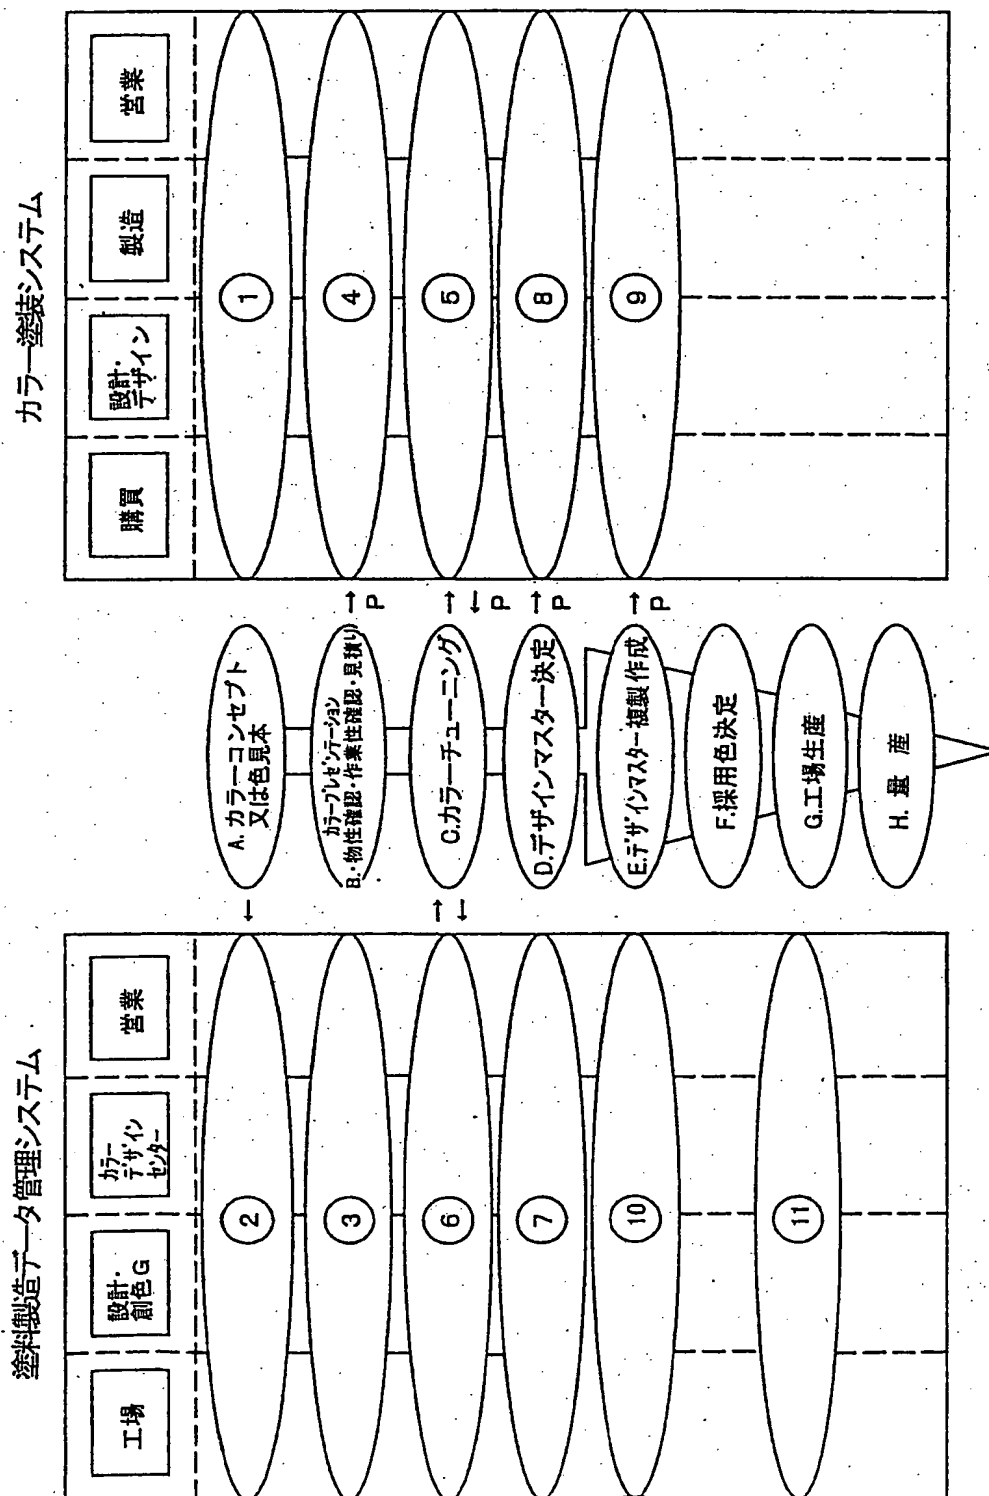 塗料製造データ管理システム
カラー塗装システム
工場
設計・
創色G
カラー
デザイン
センター
営業
購買
設計・
デザイン
製造
営業
2
A. カラーコンセプト
又は色見本
1
3
カラープレゼンテーション
B.・物性確認・作業性確認・見積り
P
4
6
C.カラーチューニング
P
5
7
D.デザインマスター決定
P
8
10
E.デザインマスター複製作成
P
9
F.採用色決定
11
G.工場生産
H. 量 産